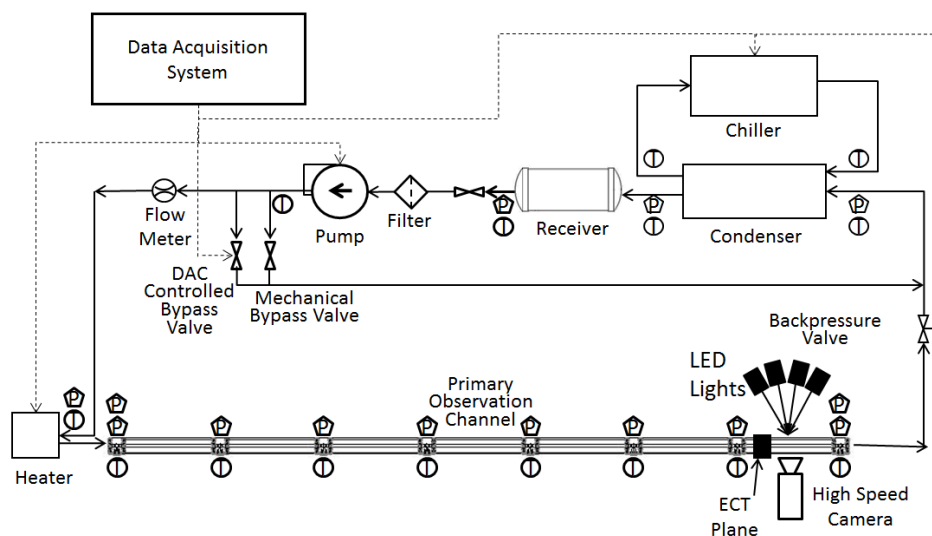 Data Acquisition
System
Chiller
T
T
P
T
Flow
Meter
T
Pump
Filter
P
T
Receiver
P
T
Condenser
P
T
DAC
Controlled
Bypass
Valve
Mechanical
Bypass Valve
Backpressure
Valve
LED
Lights
Primary
Observation
Channel
P
P
P
P
P
P
P
P
P
P
P
T
T
T
T
T
T
T
T
Heater
ECT
Plane
High Speed
Camera